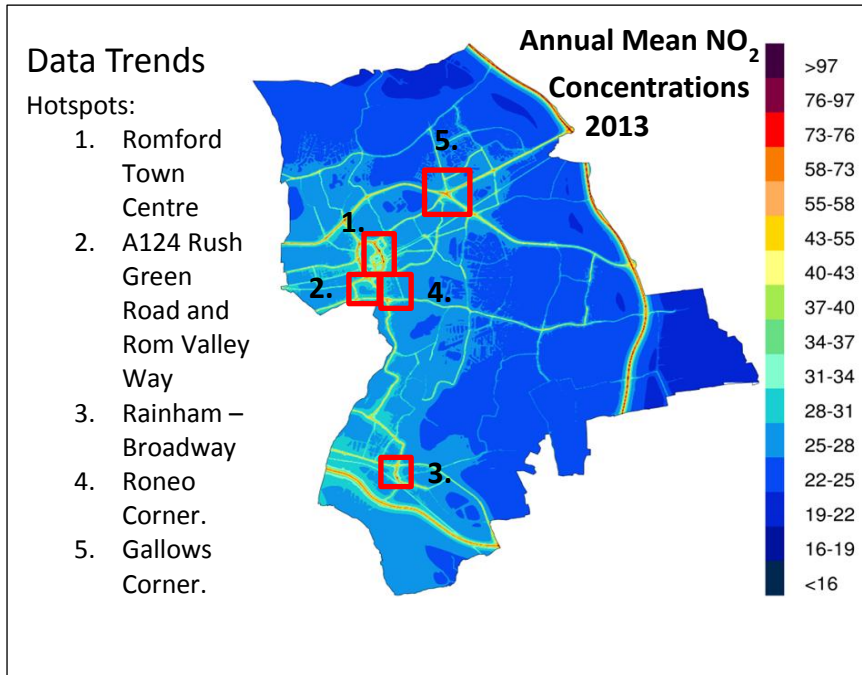 Data Trends
Hotspots:
1. Romford
Town
Centre
2. A124 Rush
Green
Road and
Rom Valley
Way
3. Rainham –
Broadway
4. Roneo
Corner.
5. Gallows
Corner.
Annual Mean NO2
Concentrations
2013
5.
1.
2.
4.
3.
>97
76-97
73-76
58-73
55-58
43-55
40-43
37-40
34-37
31-34
28-31
25-28
22-25
19-22
16-19
<16